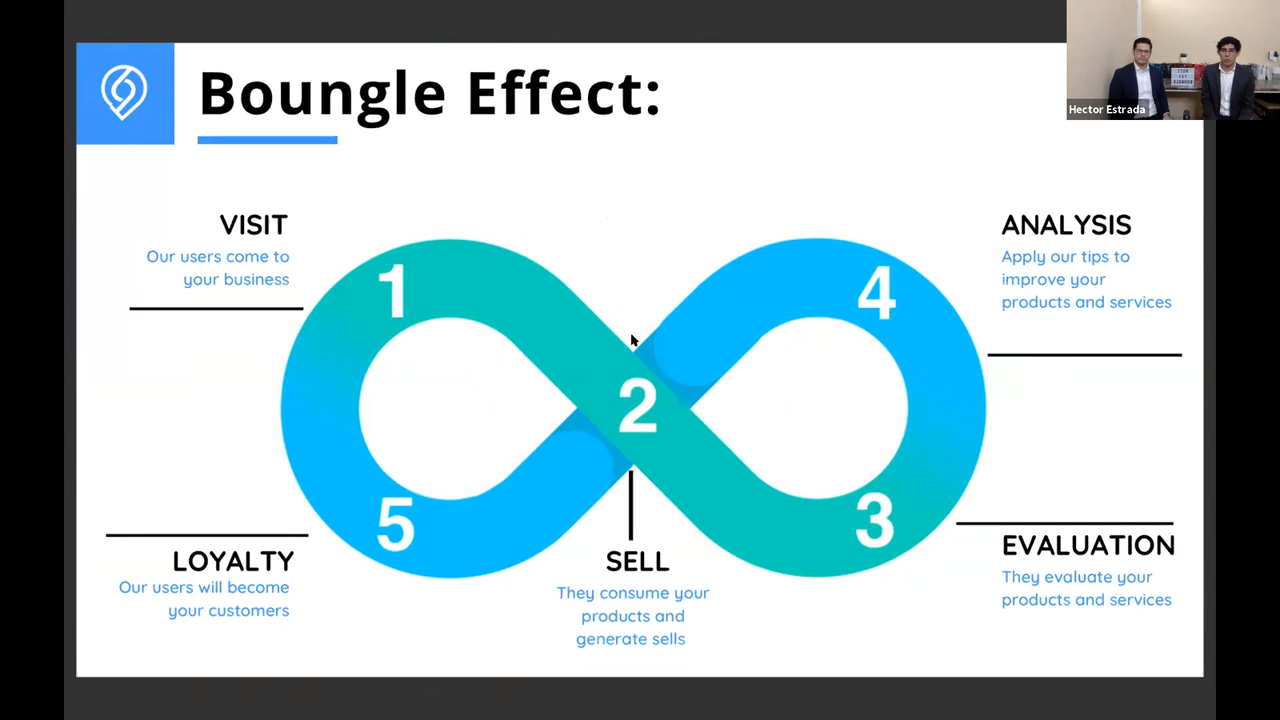 Boungle Effect:
Hector Estrada
VISIT
Our users come to
your business
ANALYSIS
Apply our tips to
improve your
products and services
1
4
2
5
3
LOYALTY
Our users will become
your customers
SELL
They consume your
products and
generate sells
EVALUATION
They evaluate your
products and services